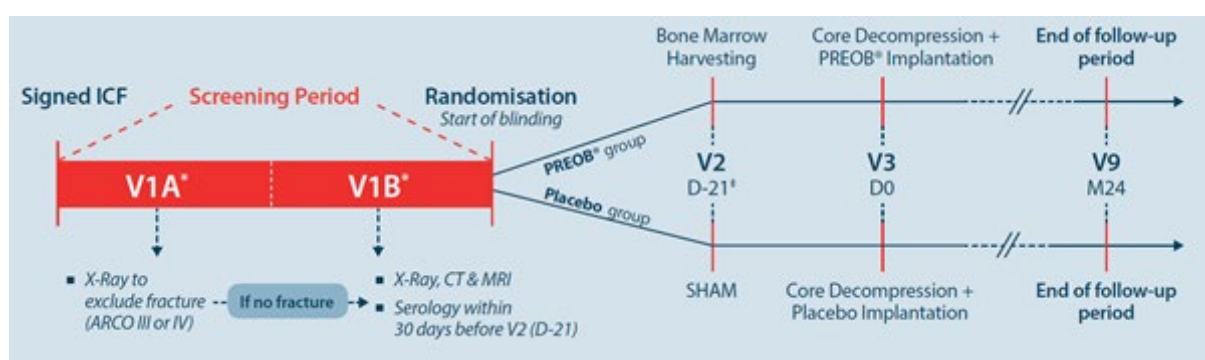 Bone Marrow
Harvesting
Core Decompression +
PREOB® Implantation
End of follow-up
period
Signed ICF
Screening Period
Randomisation
Start of blinding
V1A*
V1B*
PREOB® group
Placebo group
V2
D-21‡
V3
D0
V9
M24
▪ X-Ray to
exclude fracture
(ARCO III or IV)
If no fracture
▪ X-Ray, CT & MRI
▪ Serology within
30 days before V2 (D-21)
SHAM
Core Decompression +
Placebo Implantation
End of follow-up
period